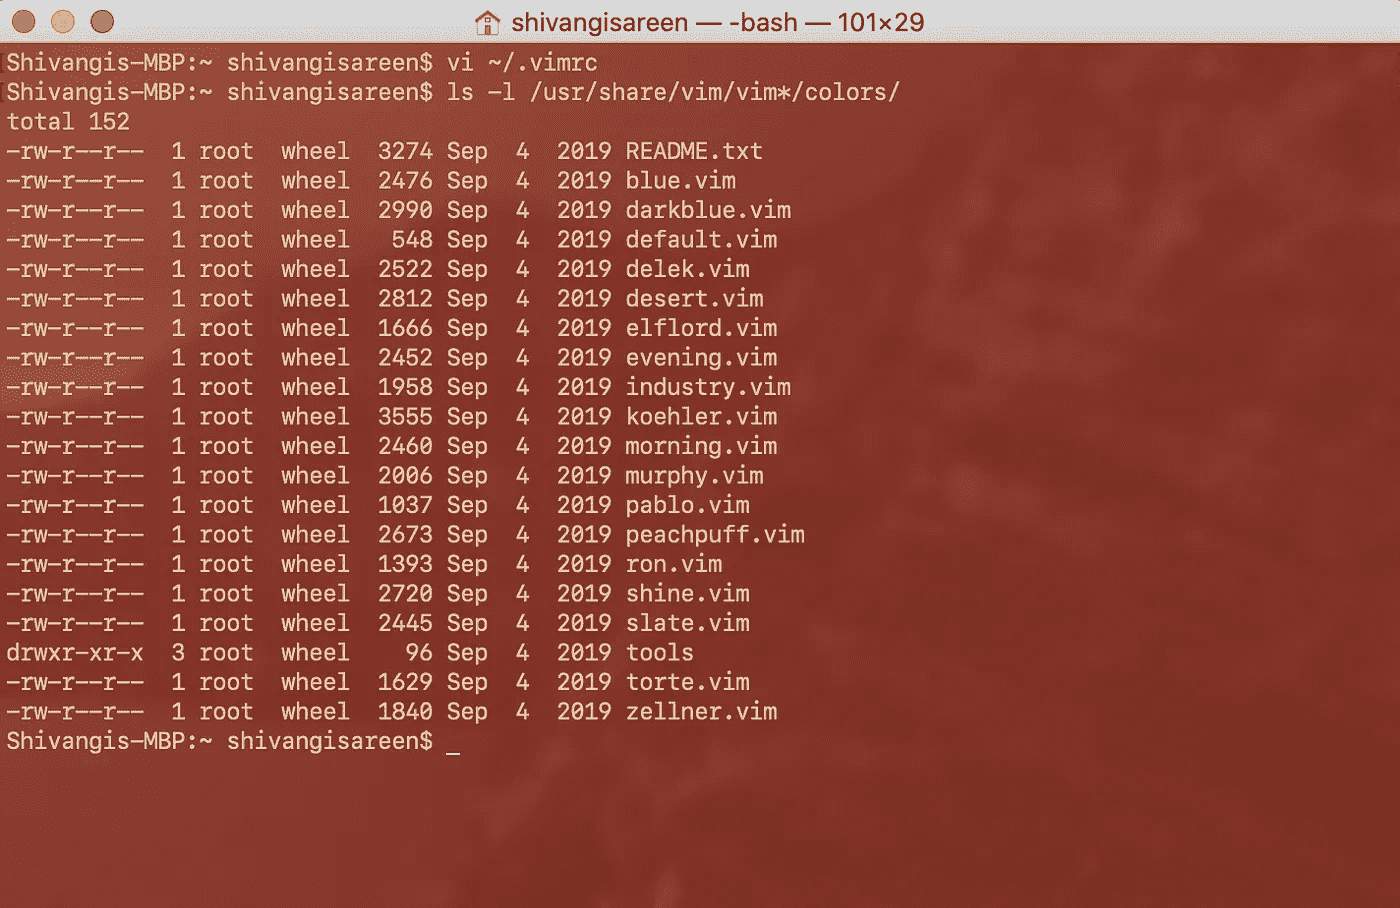 shivangisareen — -bash — 101×29
Shivangis-MBP:~ shivangisareen$ vi ~/.vimrc
Shivangis-MBP:~ shivangisareen$ ls -l /usr/share/vim/vim*/colors/
total 152
-rw-r--r--  1 root  wheel  3274 Sep  4  2019 README.txt
-rw-r--r--  1 root  wheel  2476 Sep  4  2019 blue.vim
-rw-r--r--  1 root  wheel  2990 Sep  4  2019 darkblue.vim
-rw-r--r--  1 root  wheel   548 Sep  4  2019 default.vim
-rw-r--r--  1 root  wheel  2522 Sep  4  2019 delek.vim
-rw-r--r--  1 root  wheel  2812 Sep  4  2019 desert.vim
-rw-r--r--  1 root  wheel  1666 Sep  4  2019 elflord.vim
-rw-r--r--  1 root  wheel  2452 Sep  4  2019 evening.vim
-rw-r--r--  1 root  wheel  1958 Sep  4  2019 industry.vim
-rw-r--r--  1 root  wheel  3555 Sep  4  2019 koehler.vim
-rw-r--r--  1 root  wheel  2460 Sep  4  2019 morning.vim
-rw-r--r--  1 root  wheel  2006 Sep  4  2019 murphy.vim
-rw-r--r--  1 root  wheel  1037 Sep  4  2019 pablo.vim
-rw-r--r--  1 root  wheel  2673 Sep  4  2019 peachpuff.vim
-rw-r--r--  1 root  wheel  1393 Sep  4  2019 ron.vim
-rw-r--r--  1 root  wheel  2720 Sep  4  2019 shine.vim
-rw-r--r--  1 root  wheel  2445 Sep  4  2019 slate.vim
drwxr-xr-x  3 root  wheel    96 Sep  4  2019 tools
-rw-r--r--  1 root  wheel  1629 Sep  4  2019 torte.vim
-rw-r--r--  1 root  wheel  1840 Sep  4  2019 zellner.vim
Shivangis-MBP:~ shivangisareen$ _